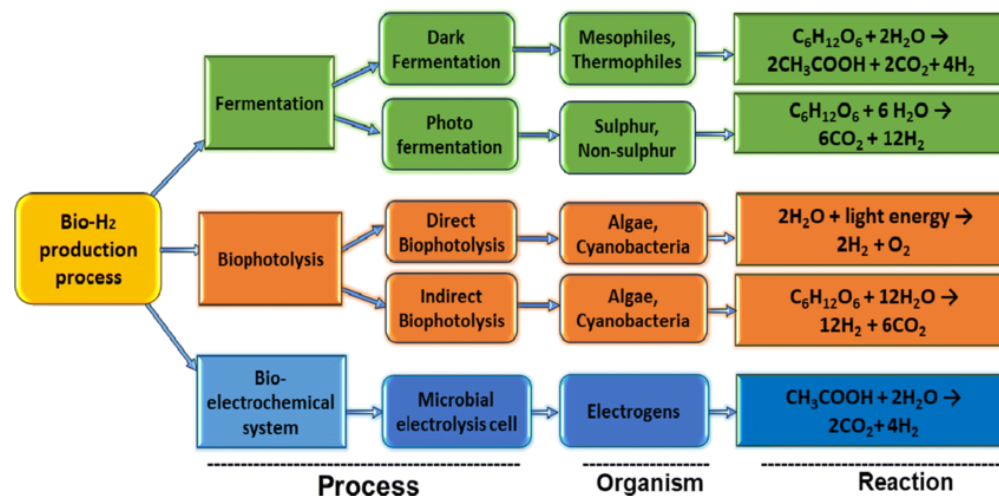 Bio-H₂
production
process
Fermentation
Dark
Fermentation
Mesophiles,
Thermophiles
C₆H₁₂O₆ + 2H₂O →
2CH₃COOH + 2CO₂ + 4H₂
Photo
fermentation
Sulphur,
Non-sulphur
C₆H₁₂O₆ + 6 H₂O →
6CO₂ + 12H₂
Biophotolysis
Direct
Biophotolysis
Algae,
Cyanobacteria
2H₂O + light energy →
2H₂ + O₂
Indirect
Biophotolysis
Algae,
Cyanobacteria
C₆H₁₂O₆ + 12H₂O →
12H₂ + 6CO₂
Bio-
electrochemical
system
Microbial
electrolysis cell
Electrogens
CH₃COOH + 2H₂O →
2CO₂ + 4H₂
Process
Organism
Reaction